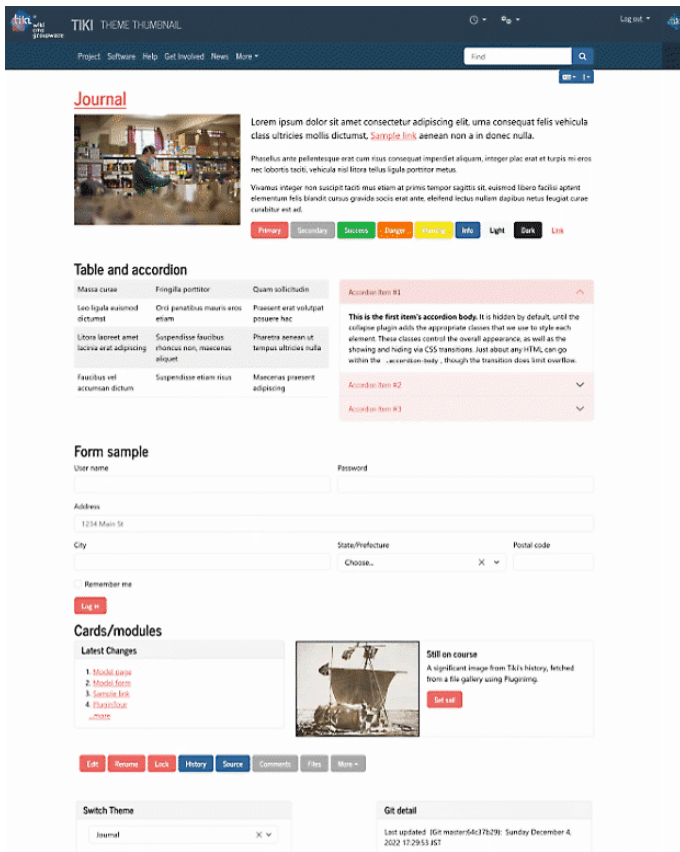 tiki wiki cms groupware
TIKI THEME THUMBNAIL
Log out
Project Software Help Get Involved News More
Find
Journal
Lorem ipsum dolor sit amet consectetur adipiscing elit, urna consequat felis vehicula
class ultricies mollis dictumst, Sample link aenean non a in donec nulla.
Phasellus ante pellentesque erat cum risus consequat imperdiet aliquam, integer plac erat et turpis mi eros
nec lobortis taciti, vehicula nisl litora tellus ligula porttitor metus.
Vivamus integer non suscipit taciti mus etiam at primis tempor sagittis sit, euismod libero facilisi aptent
elementum felis blandit cursus gravida sociis erat ante, eleifend lectus nullam dapibus netus feugiat curae
curabitur est ad.
Primary Secondary Success Danger Warning Info Light Dark Link
Table and accordion
Massa curae Fringilla porttitor Quam sollicitudin
Leo ligula euismod Orci penatibus mauris eros Praesent erat volutpat
dictumst etiam posuere hac
Litora laoreet amet Suspendisse faucibus Pharetra aenean ut
lacinia erat adipiscing rhoncus non, maecenas tempus ultricies nulla
aliquet
Faucibus vel Suspendisse etiam risus Maecenas praesent
accumsan dictum adipiscing
Accordion Item #1
This is the first item's accordion body. It is hidden by default, until the
collapse plugin adds the appropriate classes that we use to style each
element. These classes control the overall appearance, as well as the
showing and hiding via CSS transitions. Just about any HTML can go
within the .accordion-body, though the transition does limit overflow.
Accordion Item #2
Accordion Item #3
Form sample
User name Password
Address
1234 Main St
City State/Prefecture Postal code
Choose...
Remember me
Log in
Cards/modules
Latest Changes
1. Model page
2. Model form
3. Sample link
4. PluginTour
...more
Still on course
A significant image from Tiki's history, fetched
from a file gallery using PluginImg.
Set sail
Edit Rename Lock History Source Comments Files More
Switch Theme
Journal
Git detail
Last updated (Git master:64c37b29): Sunday December 4,
2022 17:29:53 JST